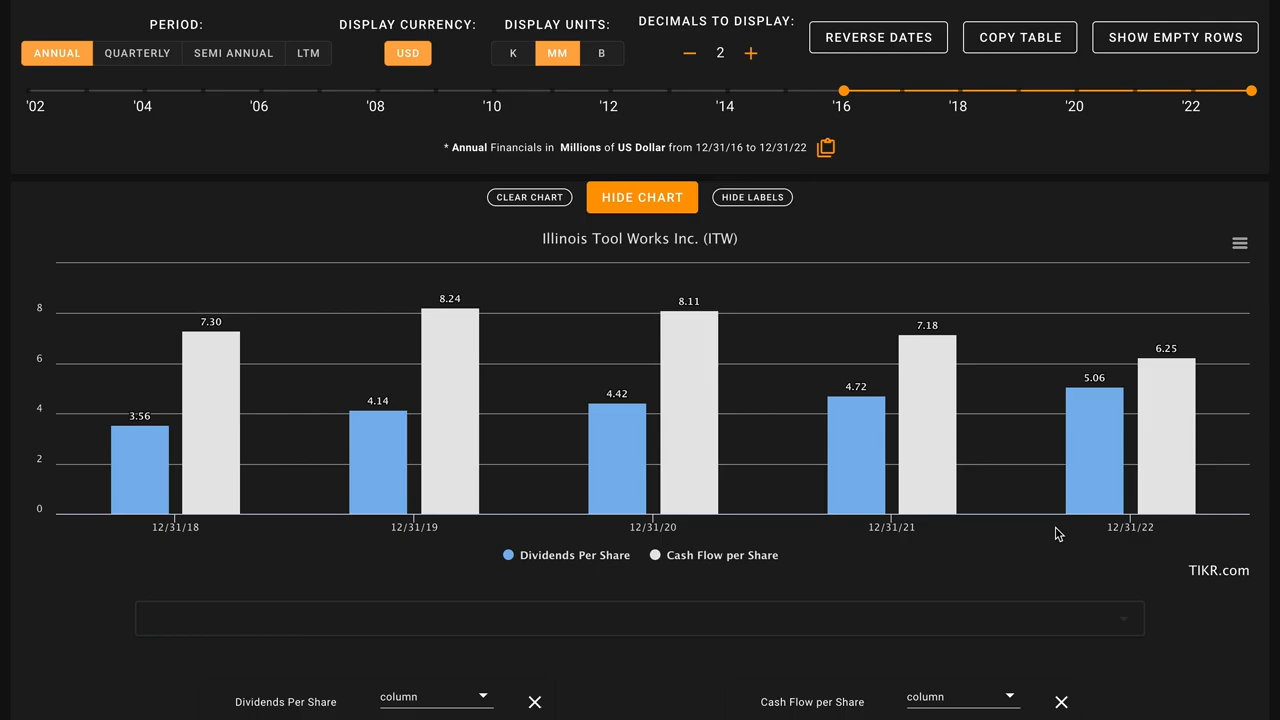 PERIOD:
ANNUAL QUARTERLY SEMI ANNUAL LTM
DISPLAY CURRENCY:
USD
DISPLAY UNITS:
K MM B
DECIMALS TO DISPLAY:
2
REVERSE DATES
COPY TABLE
SHOW EMPTY ROWS
'02 '04 '06 '08 '10 '12 '14 '16 '18 '20 '22
* Annual Financials in Millions of US Dollar from 12/31/16 to 12/31/22
CLEAR CHART
HIDE CHART
HIDE LABELS
Illinois Tool Works Inc. (ITW)
8
6
4
2
0
3.56 7.30 4.14 8.24 4.42 8.11 4.72 7.18 5.06 6.25
12/31/18 12/31/19 12/31/20 12/31/21 12/31/22
Dividends Per Share Cash Flow per Share
TIKR.com
Dividends Per Share column
Cash Flow per Share column